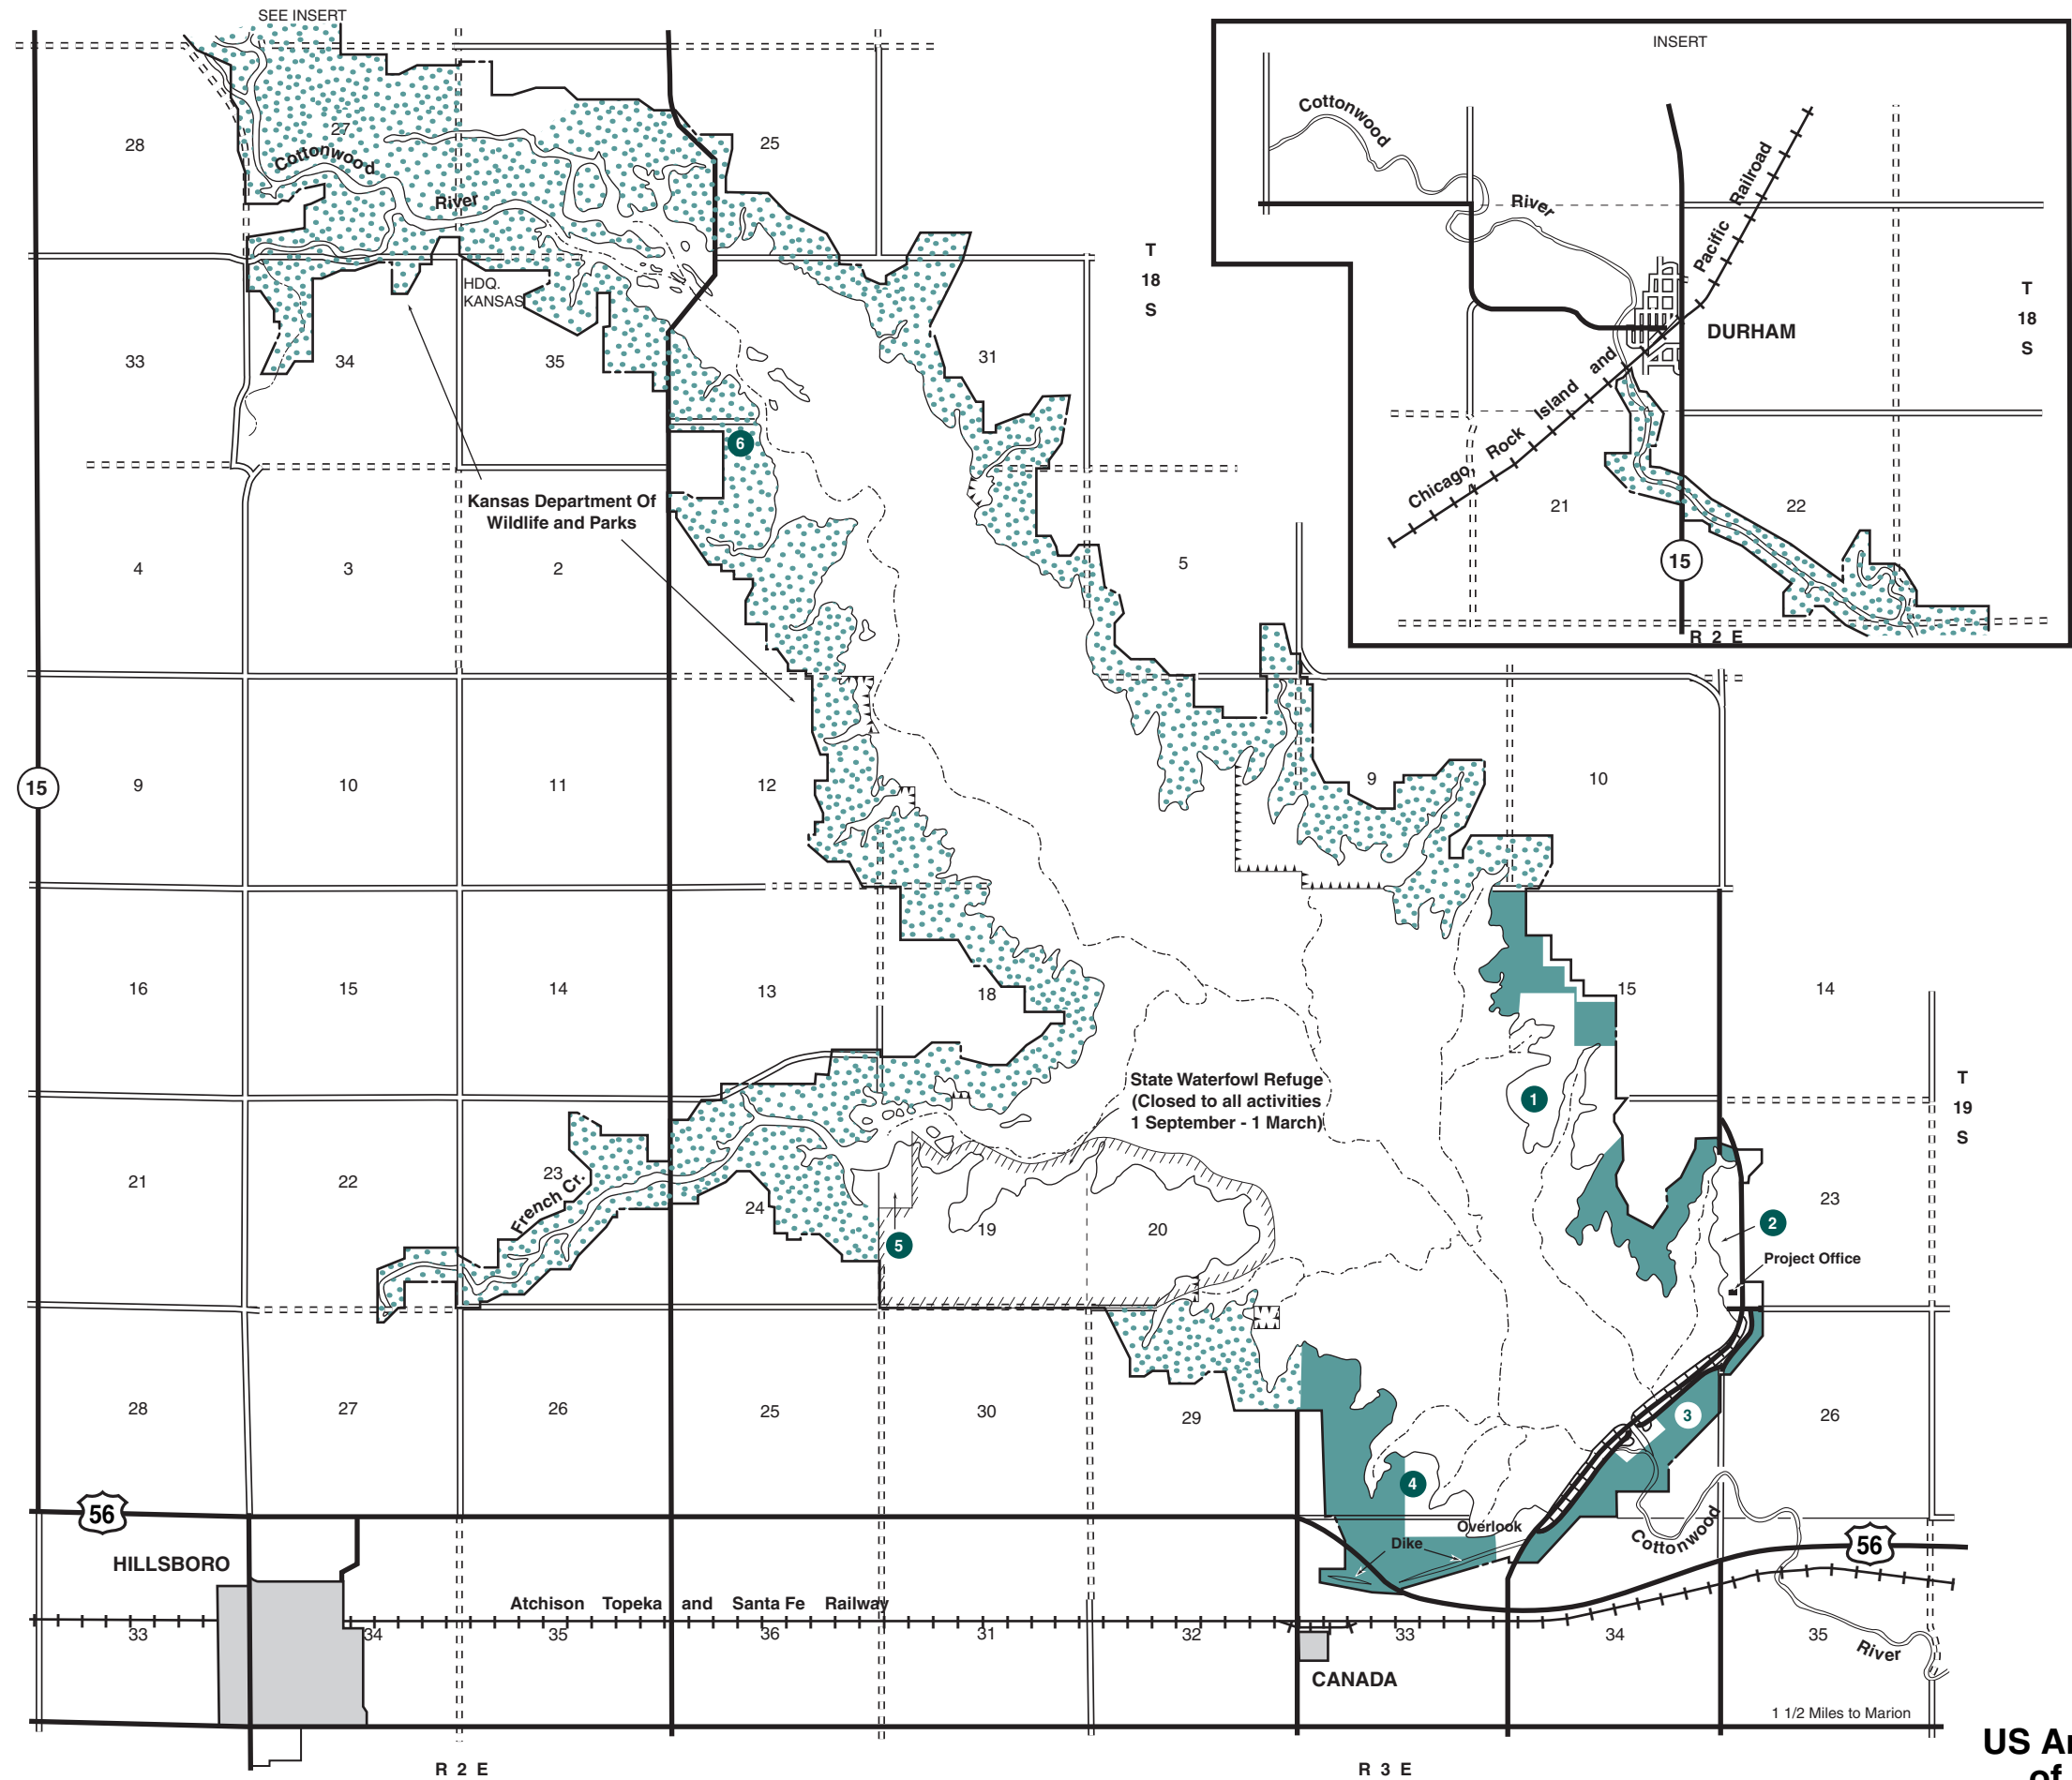 SEE INSERT
INSERT
28
27
25
Cottonwood
River
HDQ.
KANSAS
T
18
S
33
34
35
31
6
Kansas Department Of
Wildlife and Parks
4
3
2
5
Cottonwood
River
Chicago, Rock Island and Pacific Railroad
DURHAM
T
18
S
21
22
15
R 2 E
15
9
10
11
12
9
10
16
15
14
13
18
15
14
State Waterfowl Refuge
(Closed to all activities
1 September - 1 March)
1
T
19
S
21
22
23
French Cr.
24
5
19
20
23
2
Project Office
28
27
26
25
30
29
3
26
4
56
Overlook
Dike
Cottonwood
56
HILLSBORO
Atchison Topeka and Santa Fe Railway
33
34
35
36
31
32
33
34
35
River
CANADA
1 1/2 Miles to Marion
R 2 E
R 3 E
US Ar
of